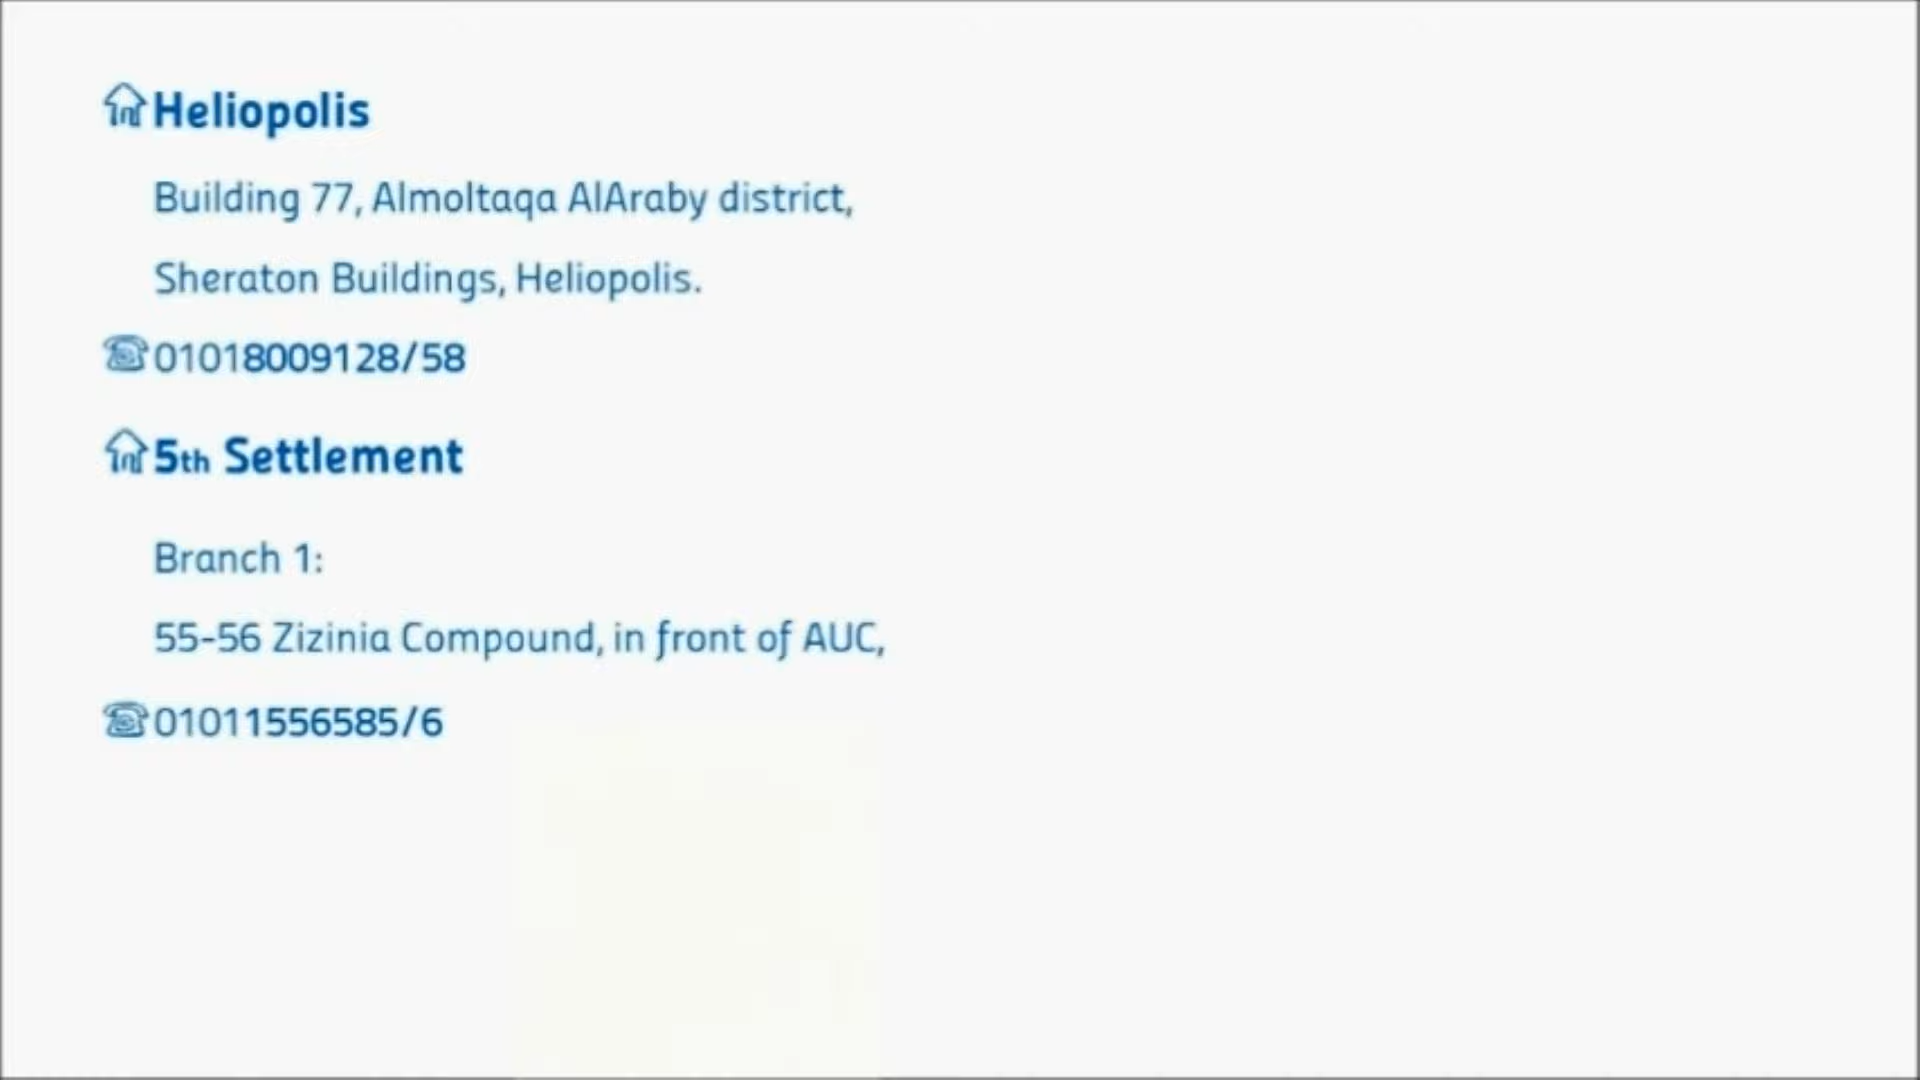 Heliopolis
Building 77, Almoltaqa AlAraby district,
Sheraton Buildings, Heliopolis.
01018009128/58
5th Settlement
Branch 1:
55-56 Zizinia Compound, in front of AUC,
01011556585/6